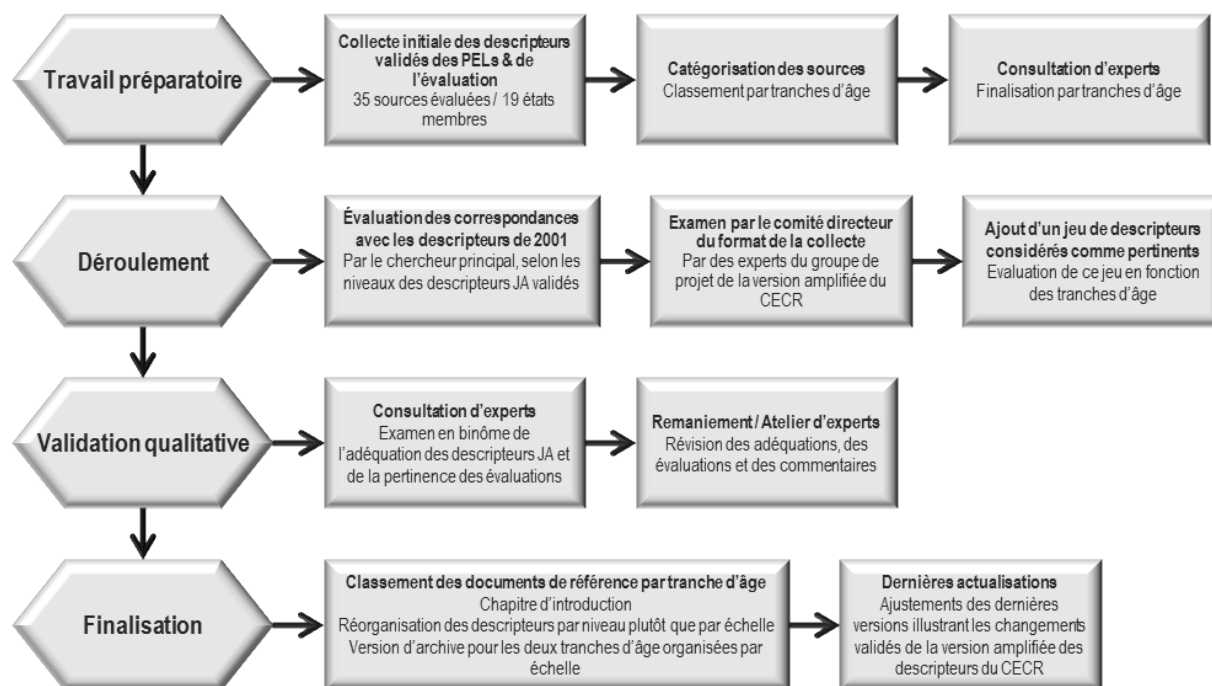 Travail préparatoire
Collecte initiale des descripteurs
validés des PELs & de
l'évaluation
35 sources évaluées / 19 états
membres
Catégorisation des sources
Classement par tranches d'âge
Consultation d'experts
Finalisation par tranches d'âge
Déroulement
Évaluation des correspondances
avec les descripteurs de 2001
Par le chercheur principal, selon les
niveaux des descripteurs JA validés
Examen par le comité directeur
du format de la collecte
Par des experts du groupe de
projet de la version amplifiée du
CECR
Ajout d'un jeu de descripteurs
considérés comme pertinents
Evaluation de ce jeu en fonction
des tranches d'âge
Validation qualitative
Consultation d'experts
Examen en binôme de
l'adéquation des descripteurs JA et
de la pertinence des évaluations
Remaniement / Atelier d'experts
Révision des adéquations, des
évaluations et des commentaires
Finalisation
Classement des documents de référence par tranche d'âge
Chapitre d'introduction
Réorganisation des descripteurs par niveau plutôt que par échelle
Version d'archive pour les deux tranches d'âge organisées par
échelle
Dernières actualisations
Ajustements des dernières
versions illustrant les changements
validés de la version amplifiée des
descripteurs du CECR